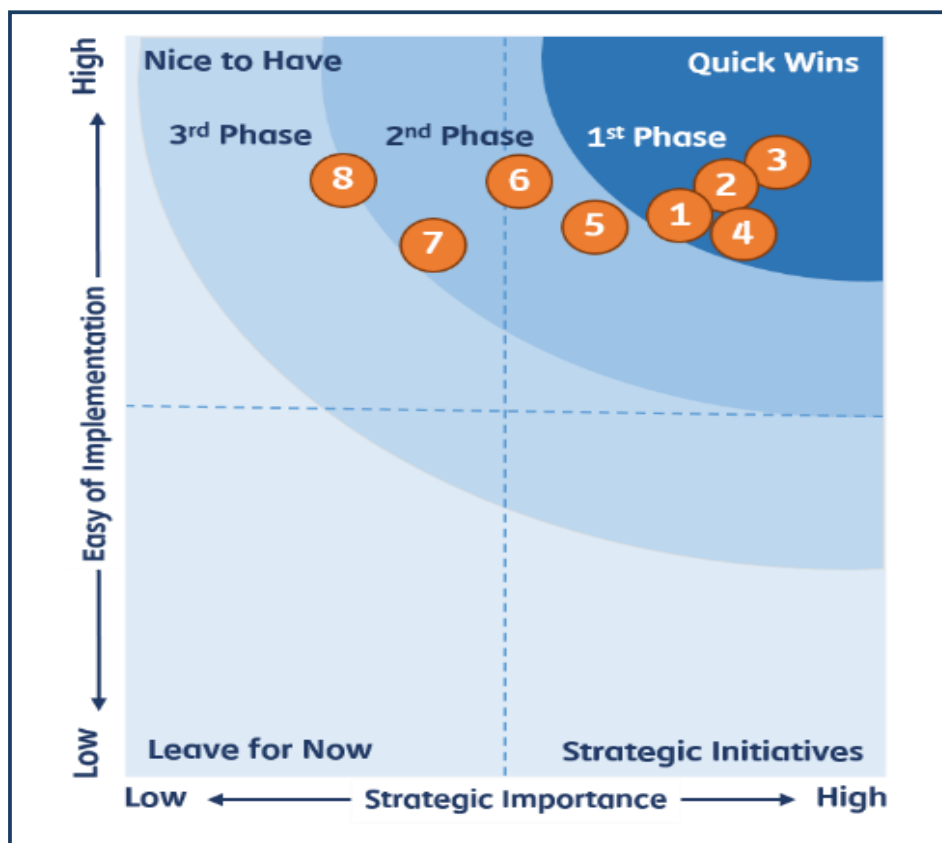 High
Nice to Have
Quick Wins
3rd Phase
2nd Phase
1st Phase
3
8
6
2
1
5
4
7
Easy of Implementation
Low
Leave for Now
Strategic Initiatives
Low
Strategic Importance
High